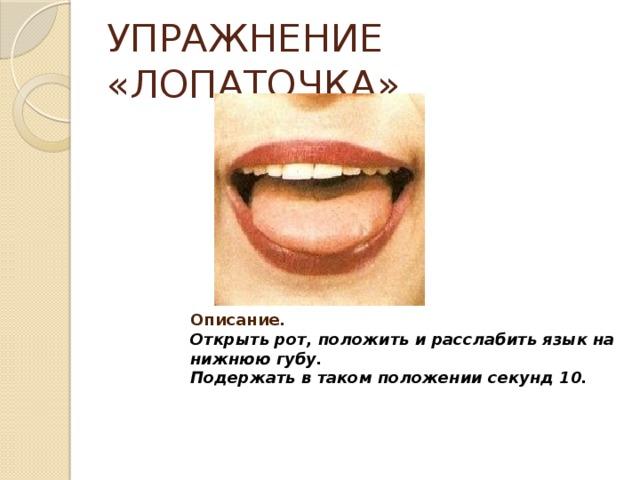 УПРАЖНЕНИЕ
«ЛОПАТОЧКА»
Описание.
Открыть рот, положить и расслабить язык на
нижнюю губу.
Подержать в таком положении секунд 10.